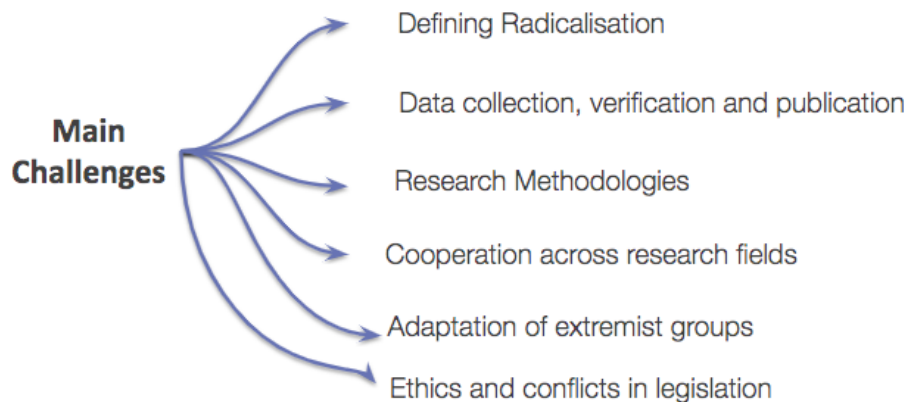 Main
Challenges
Defining Radicalisation
Data collection, verification and publication
Research Methodologies
Cooperation across research fields
Adaptation of extremist groups
Ethics and conflicts in legislation